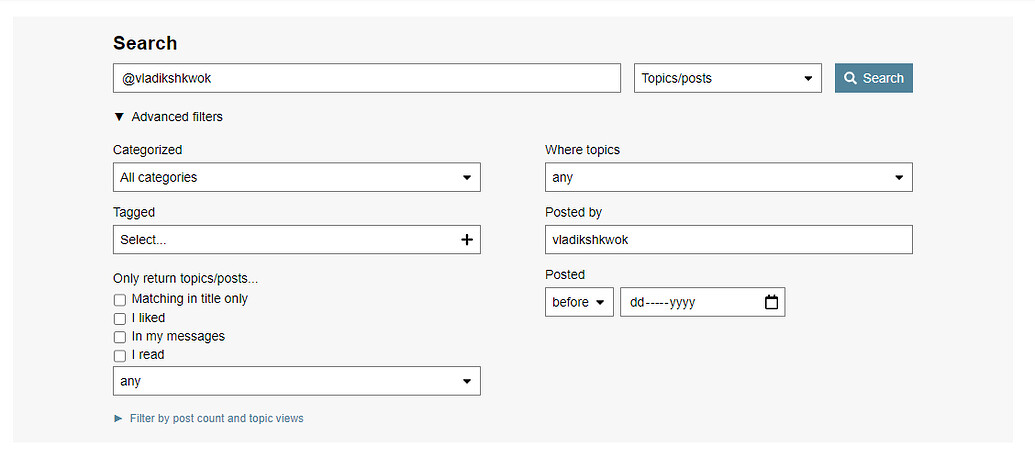 Search
@vladikshkwok
Topics/posts
Search
▼ Advanced filters
Categorized
All categories
Where topics
any
Tagged
Select...
Posted by
vladikshkwok
Only return topics/posts...
Matching in title only
I liked
In my messages
I read
any
Posted
before
dd-----yyyy
► Filter by post count and topic views